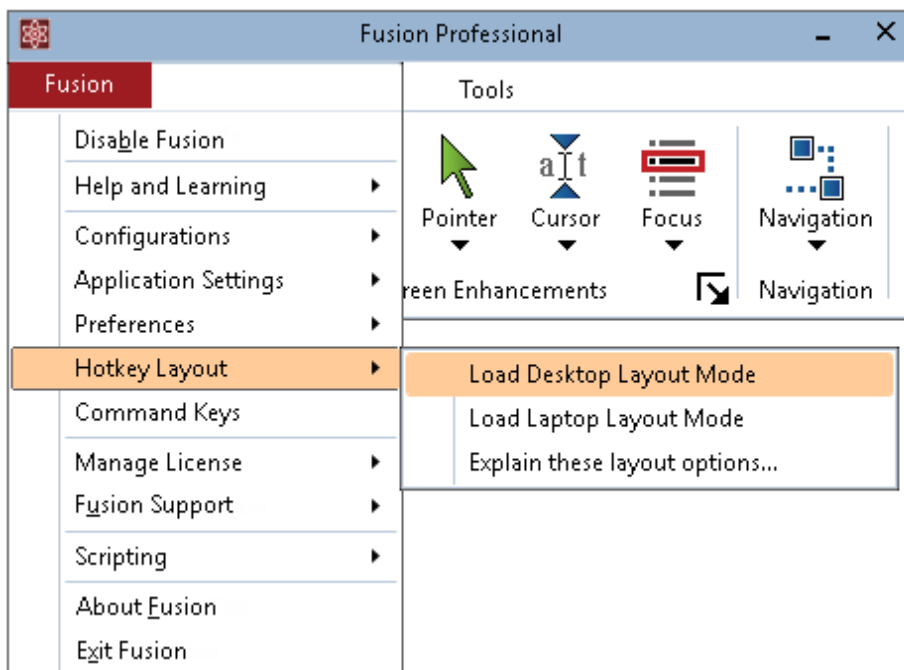 Fusion Professional
Fusion
Tools
Disable Fusion
Help and Learning
Configurations
Application Settings
Preferences
Hotkey Layout
Command Keys
Manage License
Fusion Support
Scripting
About Fusion
Exit Fusion
a t
Pointer
Cursor
Focus
Navigation
reen Enhancements
Navigation
Load Desktop Layout Mode
Load Laptop Layout Mode
Explain these layout options...